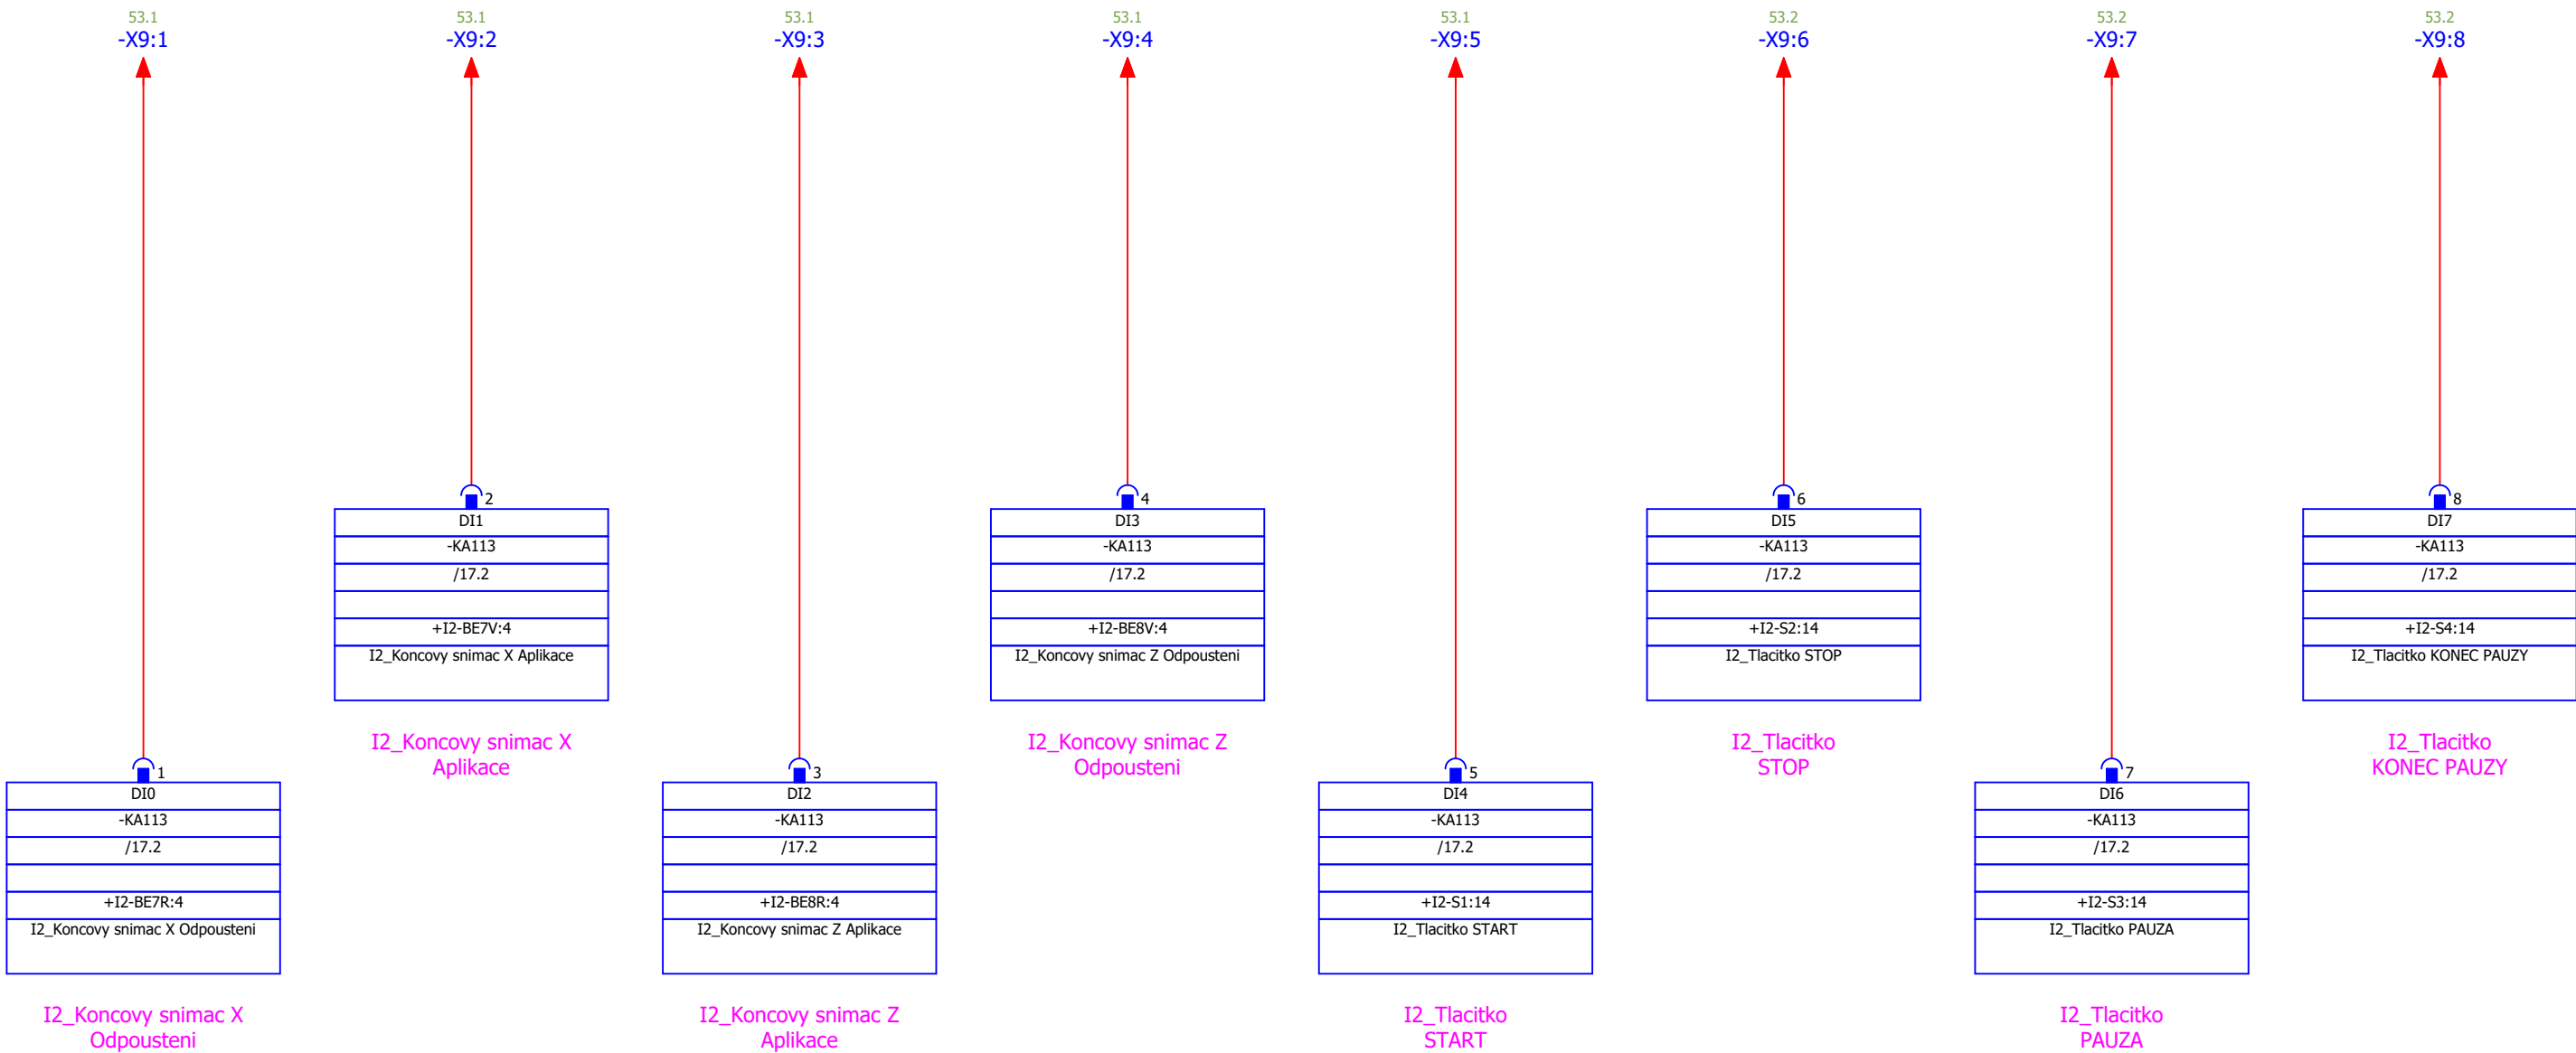 53.1
-X9:1
53.1
-X9:2
53.1
-X9:3
53.1
-X9:4
53.1
-X9:5
53.2
-X9:6
53.2
-X9:7
53.2
-X9:8
2
DI1
-KA113
/17.2
+I2-BE7V:4
I2_Koncovy snimac X Aplikace
I2_Koncovy snimac X
Aplikace
4
DI3
-KA113
/17.2
+I2-BE8V:4
I2_Koncovy snimac Z Odpousteni
I2_Koncovy snimac Z
Odpousteni
6
DI5
-KA113
/17.2
+I2-S2:14
I2_Tlacitko STOP
I2_Tlacitko
STOP
8
DI7
-KA113
/17.2
+I2-S4:14
I2_Tlacitko KONEC PAUZY
I2_Tlacitko
KONEC PAUZY
1
DI0
-KA113
/17.2
+I2-BE7R:4
I2_Koncovy snimac X Odpousteni
I2_Koncovy snimac X
Odpousteni
3
DI2
-KA113
/17.2
+I2-BE8R:4
I2_Koncovy snimac Z Aplikace
I2_Koncovy snimac Z
Aplikace
5
DI4
-KA113
/17.2
+I2-S1:14
I2_Tlacitko START
I2_Tlacitko
START
7
DI6
-KA113
/17.2
+I2-S3:14
I2_Tlacitko PAUZA
I2_Tlacitko
PAUZA